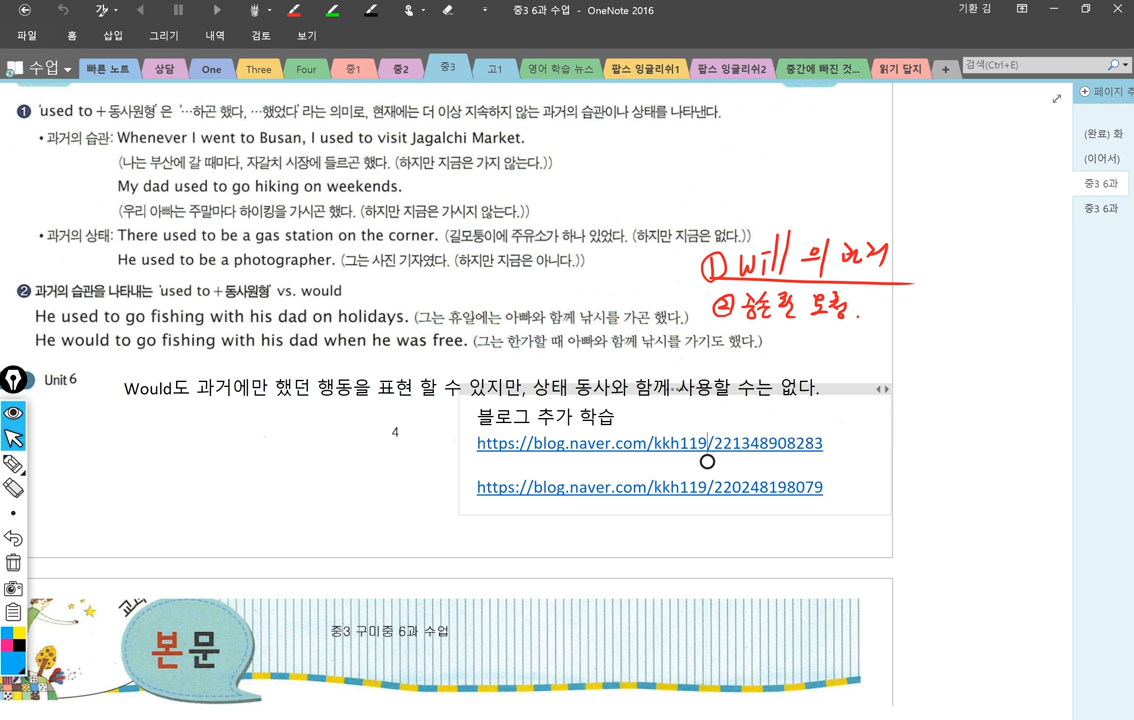 중3 6과 수업 - OneNote 2016
기환 김
파일 홈 삽입 그리기 내역 검토 보기
수업 빠른 노트 상담 One Three Four 중1 중2 중3 고1 영어 학습 뉴스 팝스 잉글리쉬1 팝스 잉글리쉬2 중간에 빠진 것... 읽기 답지 + 검색(Ctrl+E)
페이지 추
(완료) 화
(이어서)
중3 6과
중3 6과
❶ 'used to+동사원형'은 '…하곤 했다, …했었다' 라는 의미로, 현재에는 더 이상 지속하지 않는 과거의 습관이나 상태를 나타낸다.
• 과거의 습관: Whenever I went to Busan, I used to visit Jagalchi Market.
(나는 부산에 갈 때마다, 자갈치 시장에 들르곤 했다. (하지만 지금은 가지 않는다.))
My dad used to go hiking on weekends.
(우리 아빠는 주말마다 하이킹을 가시곤 했다. (하지만 지금은 가시지 않는다.))
• 과거의 상태: There used to be a gas station on the corner. (길모퉁이에 주유소가 하나 있었다. (하지만 지금은 없다.))
He used to be a photographer. (그는 사진 기자였다. (하지만 지금은 아니다.))
① will 의 과거
❷ 과거의 습관을 나타내는 'used to+동사원형' vs. would
② 공손한 표현.
He used to go fishing with his dad on holidays. (그는 휴일에는 아빠와 함께 낚시를 가곤 했다.)
He would to go fishing with his dad when he was free. (그는 한가할 때 아빠와 함께 낚시를 가기도 했다.)
Unit 6
Would도 과거에만 했던 행동을 표현 할 수 있지만, 상태 동사와 함께 사용할 수는 없다.
블로그 추가 학습
4
https://blog.naver.com/kkh119/221348908283
https://blog.naver.com/kkh119/220248198079
본문
중3 구미중 6과 수업